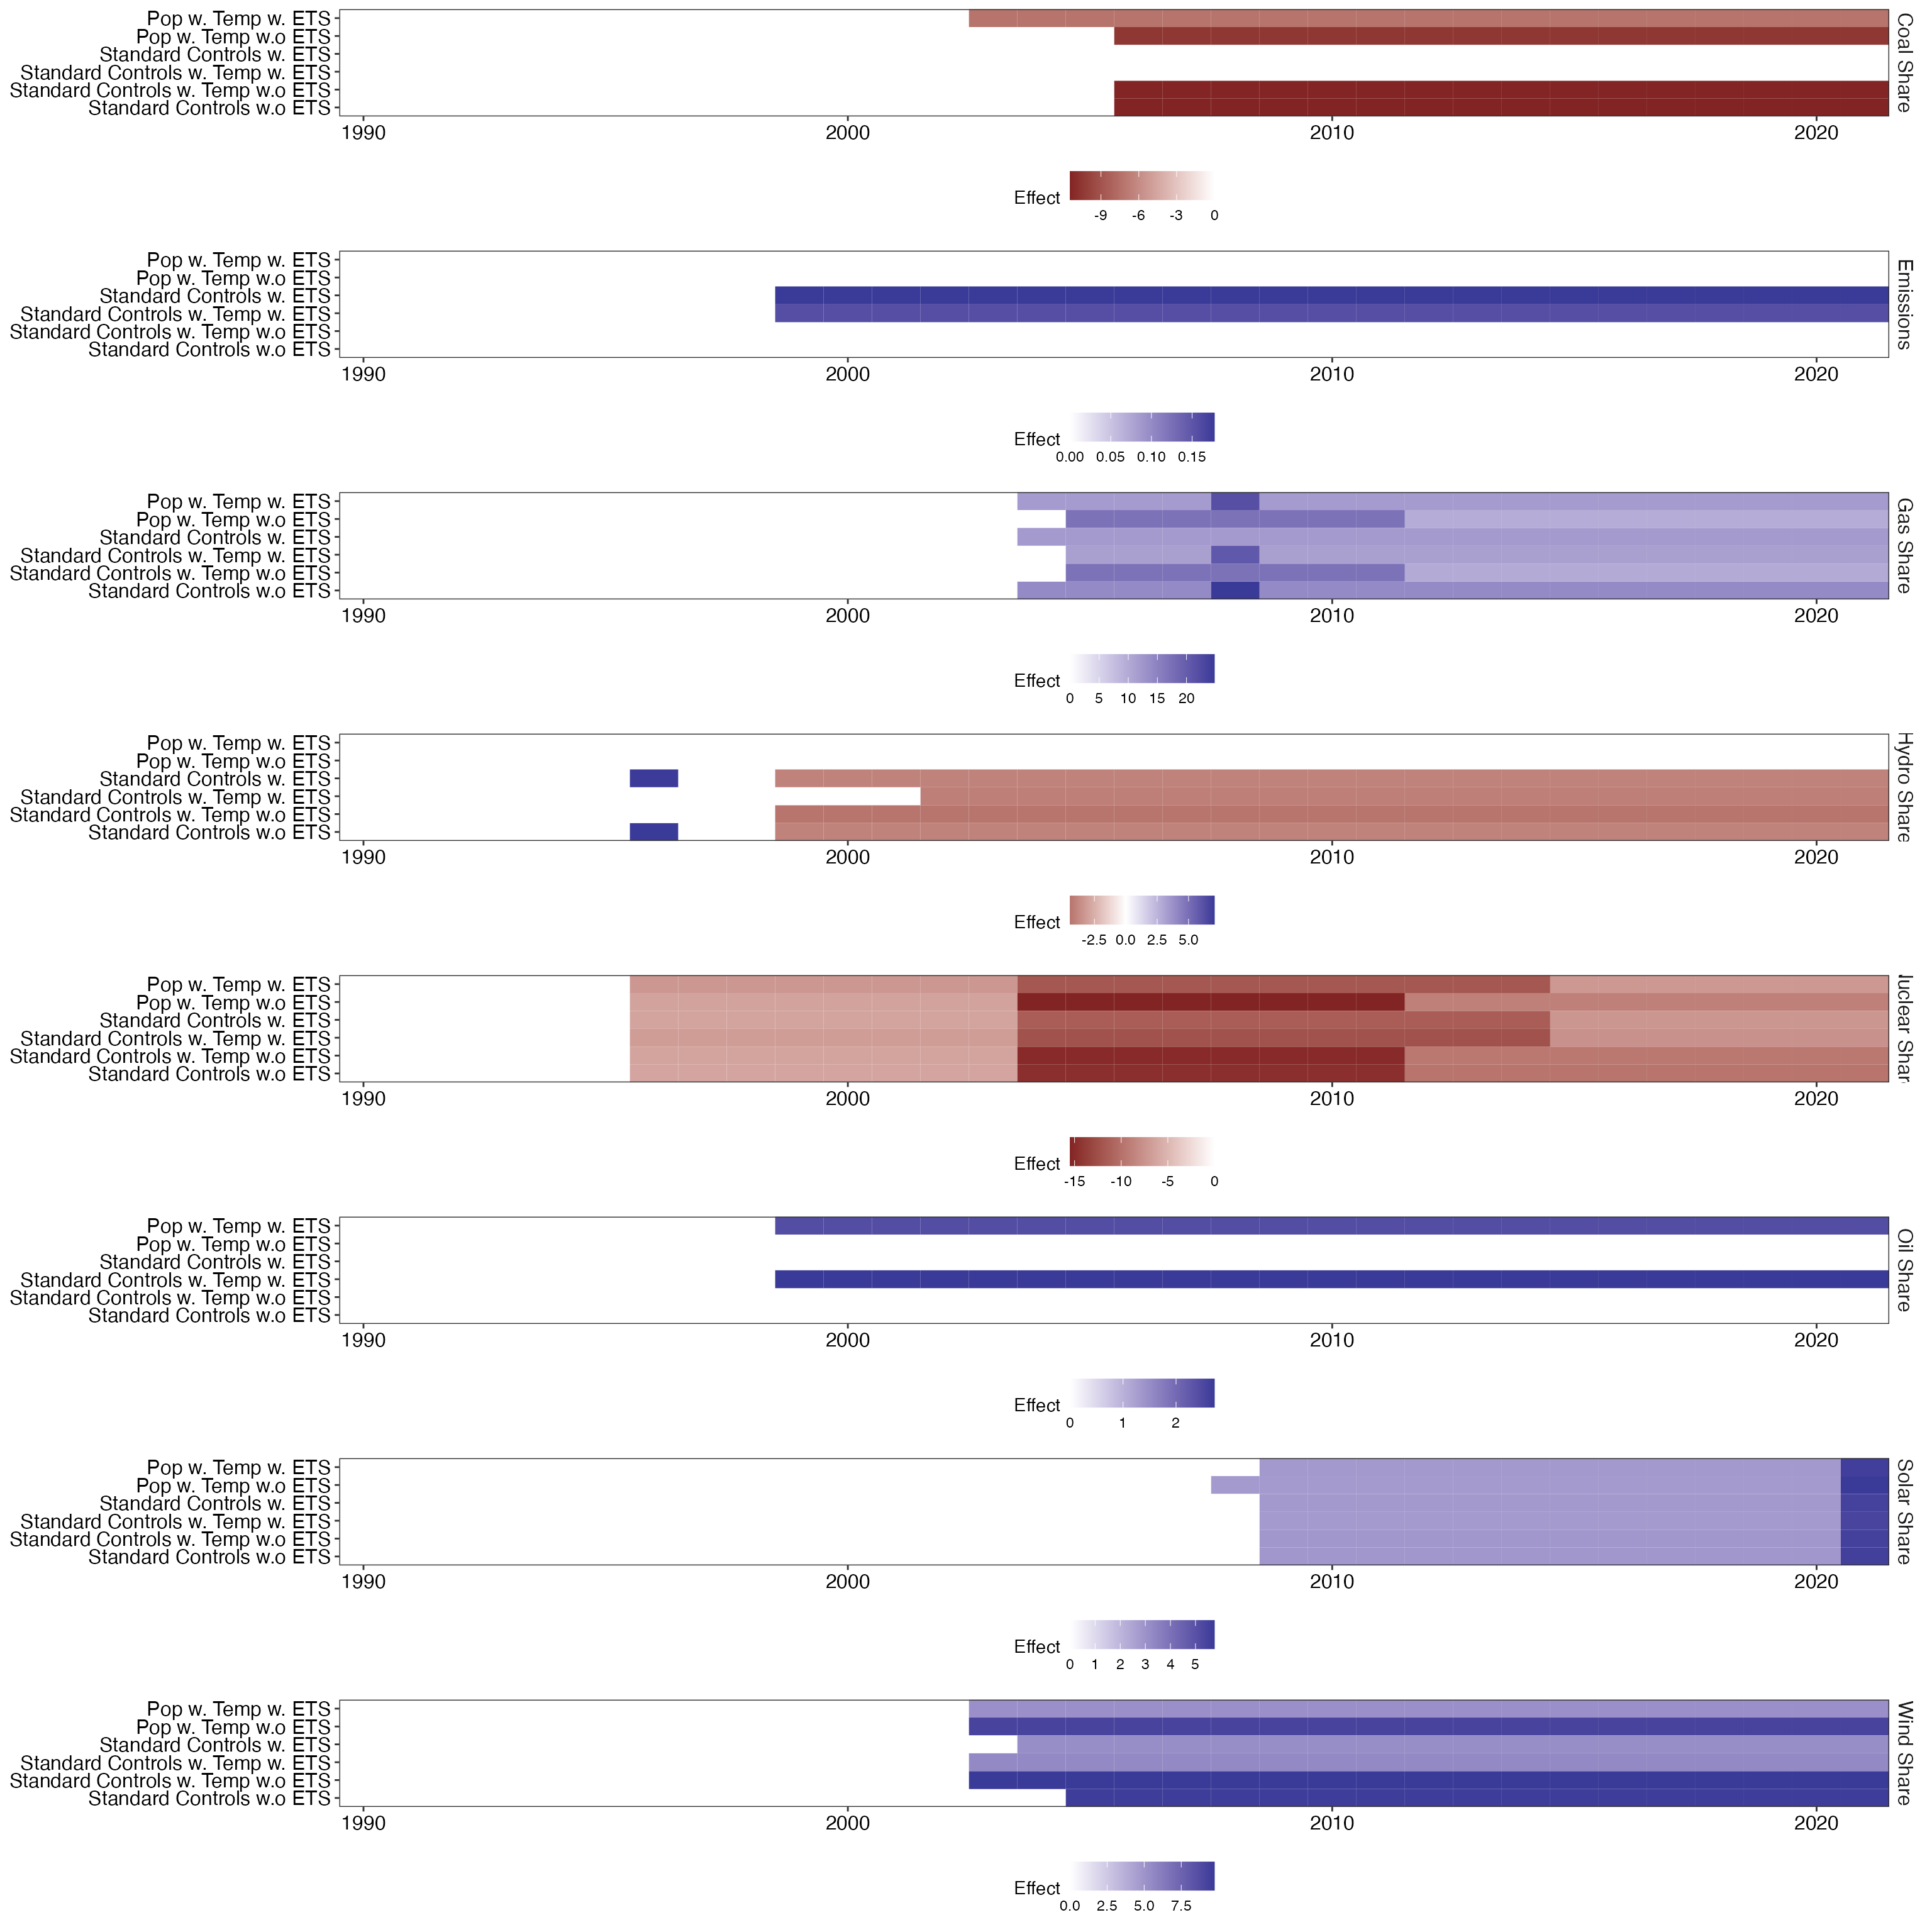 Pop w. Temp w. ETS
Pop w. Temp w.o ETS
Standard Controls w. ETS
Standard Controls w. Temp w. ETS
Standard Controls w. Temp w.o ETS
Standard Controls w.o ETS
Coal Share
1990 2000 2010 2020
Effect
-9 -6 -3 0
Pop w. Temp w. ETS
Pop w. Temp w.o ETS
Standard Controls w. ETS
Standard Controls w. Temp w. ETS
Standard Controls w. Temp w.o ETS
Standard Controls w.o ETS
Emissions
1990 2000 2010 2020
Effect
0.00 0.05 0.10 0.15
Pop w. Temp w. ETS
Pop w. Temp w.o ETS
Standard Controls w. ETS
Standard Controls w. Temp w. ETS
Standard Controls w. Temp w.o ETS
Standard Controls w.o ETS
Gas Share
1990 2000 2010 2020
Effect
0 5 10 15 20
Pop w. Temp w. ETS
Pop w. Temp w.o ETS
Standard Controls w. ETS
Standard Controls w. Temp w. ETS
Standard Controls w. Temp w.o ETS
Standard Controls w.o ETS
Hydro Share
1990 2000 2010 2020
Effect
-2.5 0.0 2.5 5.0
Pop w. Temp w. ETS
Pop w. Temp w.o ETS
Standard Controls w. ETS
Standard Controls w. Temp w. ETS
Standard Controls w. Temp w.o ETS
Standard Controls w.o ETS
uclear Shar
1990 2000 2010 2020
Effect
-15 -10 -5 0
Pop w. Temp w. ETS
Pop w. Temp w.o ETS
Standard Controls w. ETS
Standard Controls w. Temp w. ETS
Standard Controls w. Temp w.o ETS
Standard Controls w.o ETS
Oil Share
1990 2000 2010 2020
Effect
0 1 2
Pop w. Temp w. ETS
Pop w. Temp w.o ETS
Standard Controls w. ETS
Standard Controls w. Temp w. ETS
Standard Controls w. Temp w.o ETS
Standard Controls w.o ETS
Solar Share
1990 2000 2010 2020
Effect
0 1 2 3 4 5
Pop w. Temp w. ETS
Pop w. Temp w.o ETS
Standard Controls w. ETS
Standard Controls w. Temp w. ETS
Standard Controls w. Temp w.o ETS
Standard Controls w.o ETS
Wind Share
1990 2000 2010 2020
Effect
0.0 2.5 5.0 7.5